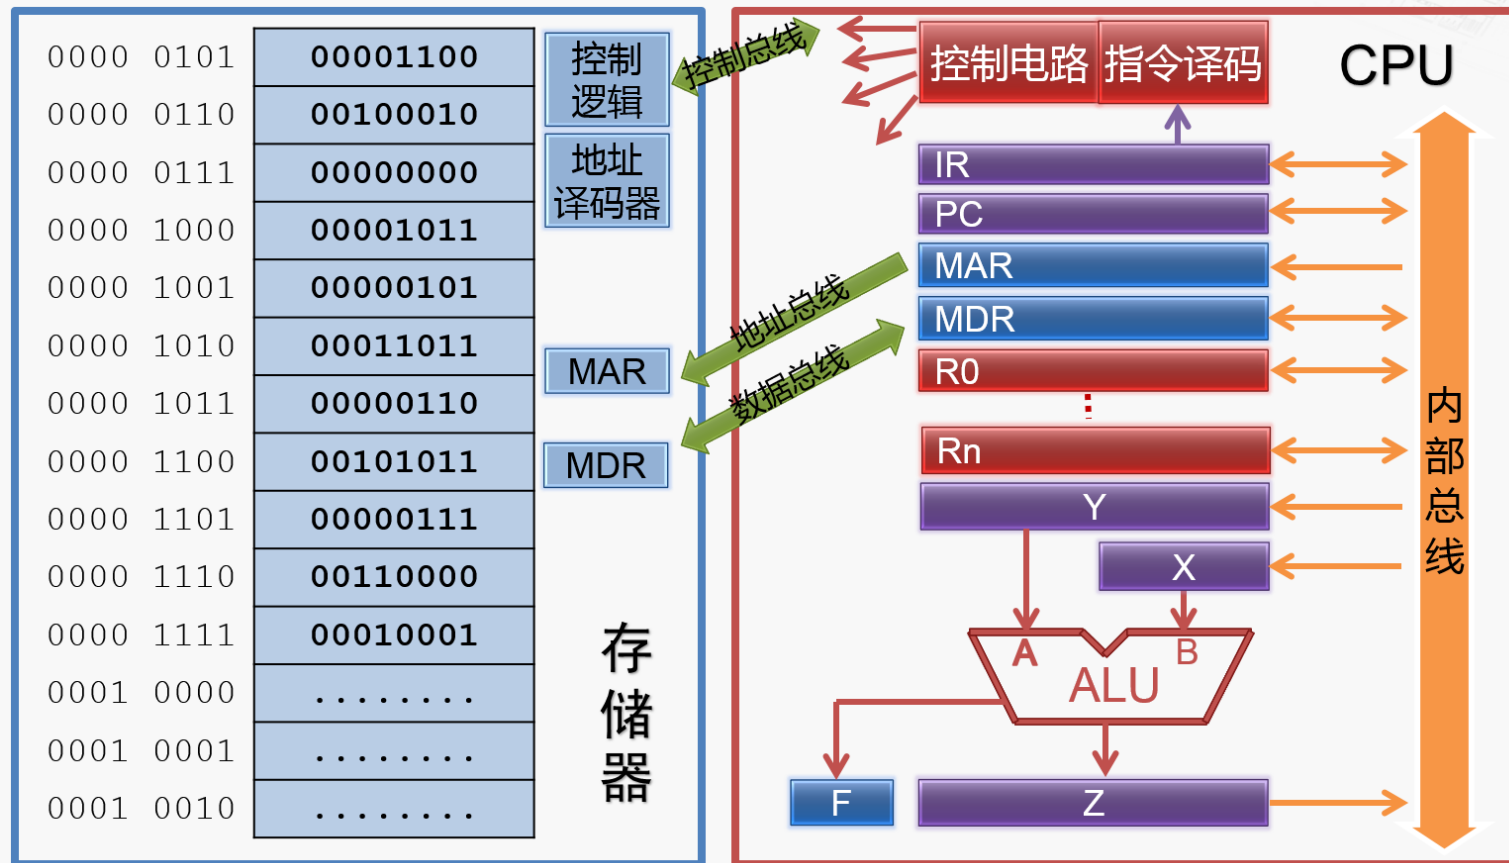 0000 0101 00001100
0000 0110 00100010
0000 0111 00000000
0000 1000 00001011
0000 1001 00000101
0000 1010 00011011
0000 1011 00000110
0000 1100 00101011
0000 1101 00000111
0000 1110 00110000
0000 1111 00010001
0001 0000 ........
0001 0001 ........
0001 0010 ........
控制
逻辑
地址
译码器
MAR
MDR
存
储
器
控制总线
地址总线
数据总线
控制电路
指令译码
CPU
IR
PC
MAR
MDR
R0
Rn
Y
X
A
B
ALU
F
Z
内
部
总
线